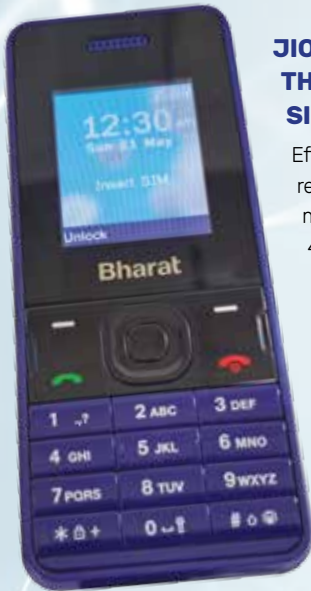 12:30
Sun 21 May
Insert SIM
Unlock
Bharat
1 .,?
2 ABC
3 DEF
4 GHI
5 JKL
6 MNO
7 PQRS
8 TUV
9 WXYZ
* +
0
#
JIO
TH
SI
Ef
re
n
4